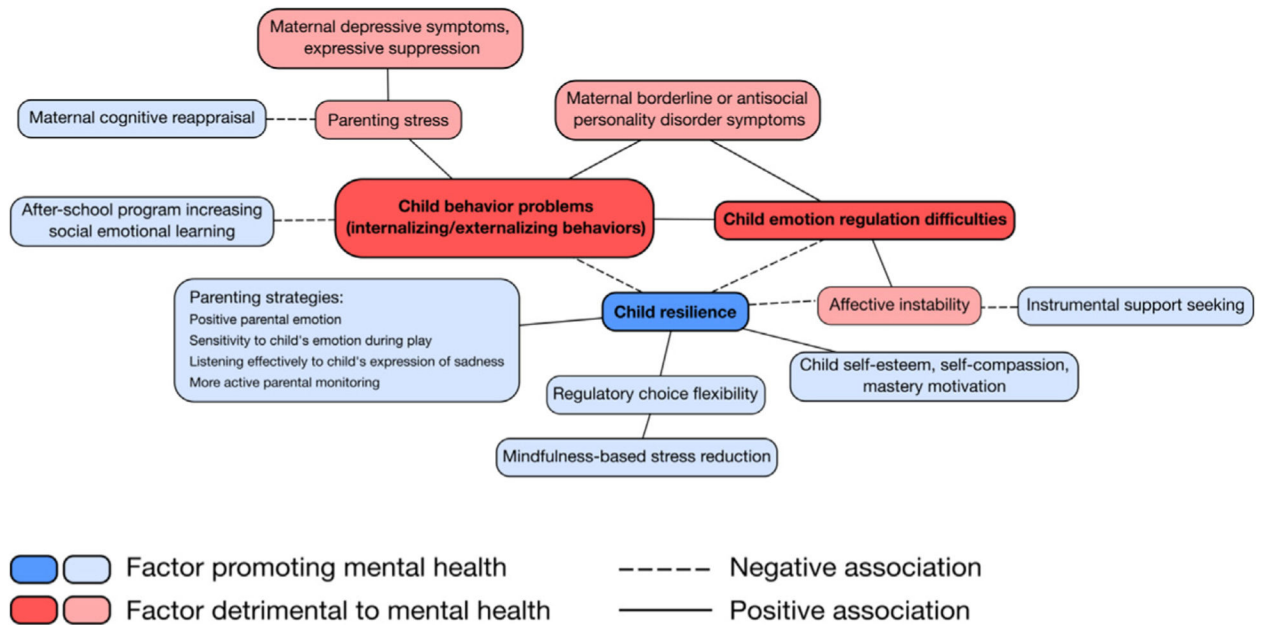 Maternal depressive symptoms,
expressive suppression
Maternal borderline or antisocial
personality disorder symptoms
Maternal cognitive reappraisal
Parenting stress
After-school program increasing
social emotional learning
Child behavior problems
(internalizing/externalizing behaviors)
Child emotion regulation difficulties
Parenting strategies:
Positive parental emotion
Sensitivity to child's emotion during play
Listening effectively to child's expression of sadness
More active parental monitoring
Child resilience
Affective instability
Instrumental support seeking
Child self-esteem, self-compassion,
mastery motivation
Regulatory choice flexibility
Mindfulness-based stress reduction
Factor promoting mental health
Negative association
Factor detrimental to mental health
Positive association